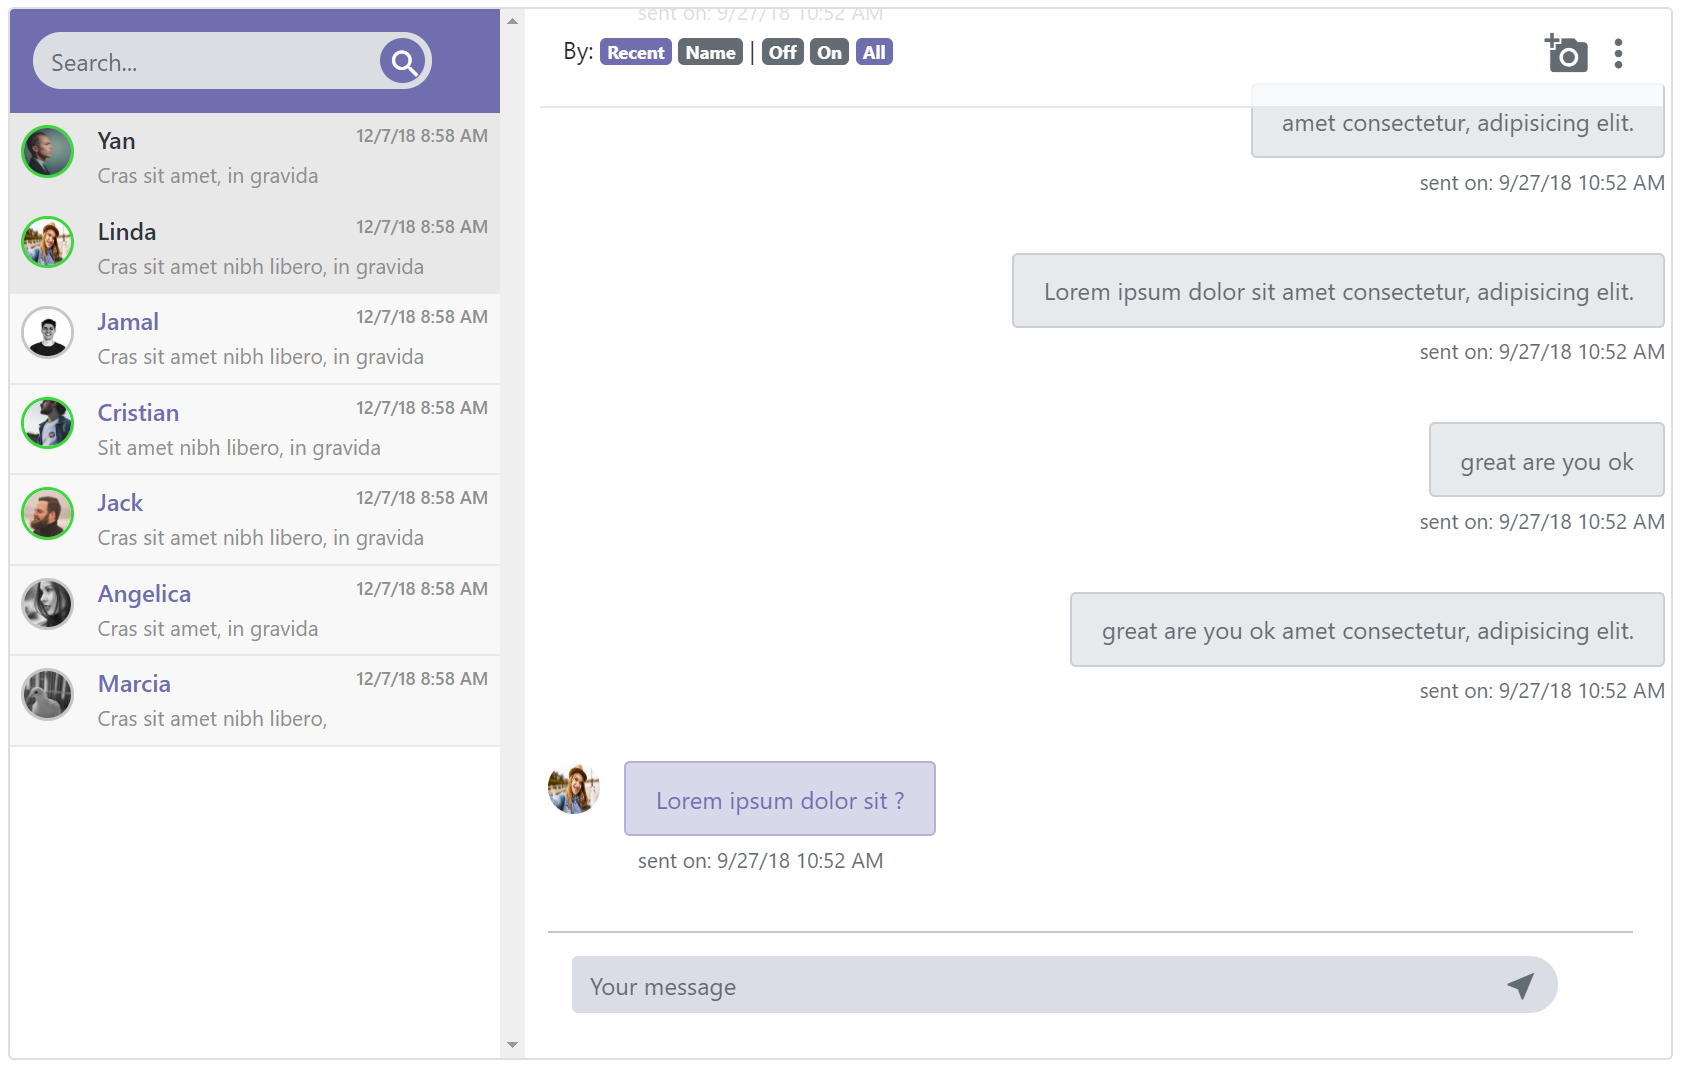 Search...
Yan
12/7/18 8:58 AM
Cras sit amet, in gravida
Linda
12/7/18 8:58 AM
Cras sit amet nibh libero, in gravida
Jamal
12/7/18 8:58 AM
Cras sit amet nibh libero, in gravida
Cristian
12/7/18 8:58 AM
Sit amet nibh libero, in gravida
Jack
12/7/18 8:58 AM
Cras sit amet nibh libero, in gravida
Angelica
12/7/18 8:58 AM
Cras sit amet, in gravida
Marcia
12/7/18 8:58 AM
Cras sit amet nibh libero,
sent on: 9/27/18 10:52 AM
By: Recent Name | Off On All
amet consectetur, adipisicing elit.
sent on: 9/27/18 10:52 AM
Lorem ipsum dolor sit amet consectetur, adipisicing elit.
sent on: 9/27/18 10:52 AM
great are you ok
sent on: 9/27/18 10:52 AM
great are you ok amet consectetur, adipisicing elit.
sent on: 9/27/18 10:52 AM
Lorem ipsum dolor sit ?
sent on: 9/27/18 10:52 AM
Your message